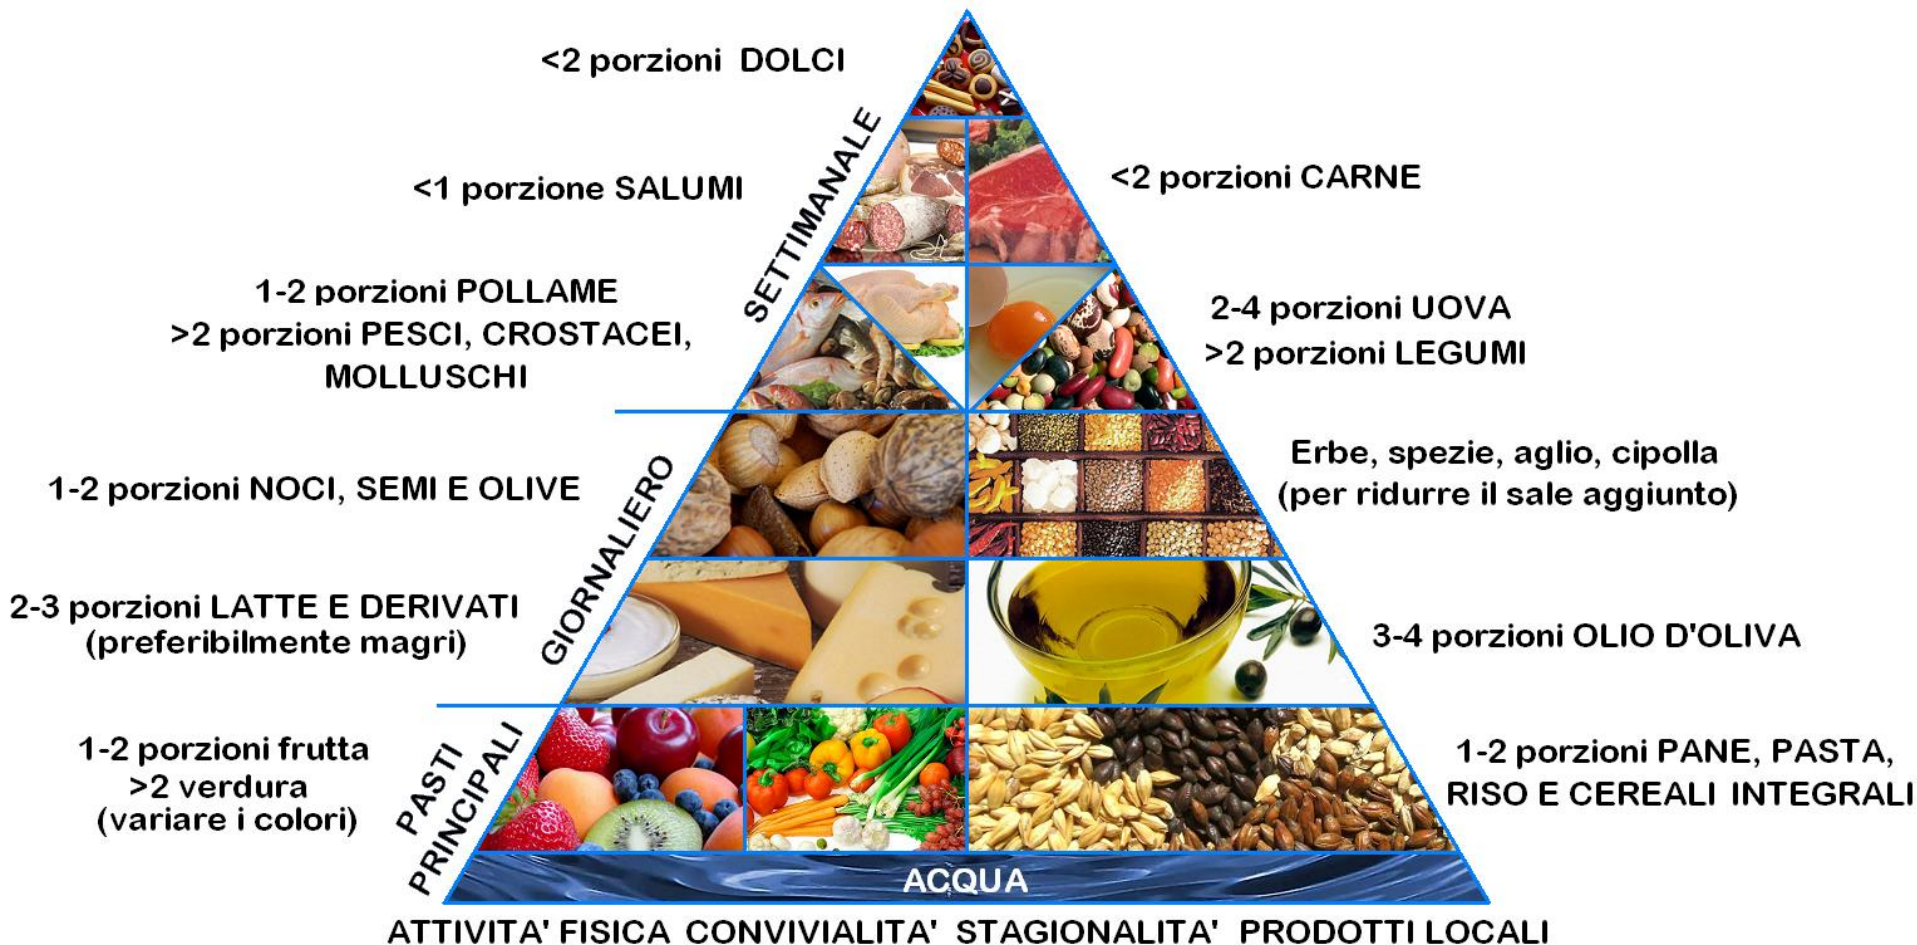 <2 porzioni DOLCI
SETTIMANALE
<1 porzione SALUMI
<2 porzioni CARNE
1-2 porzioni POLLAME
>2 porzioni PESCI, CROSTACEI,
MOLLUSCHI
2-4 porzioni UOVA
>2 porzioni LEGUMI
GIORNALIERO
1-2 porzioni NOCI, SEMI E OLIVE
Erbe, spezie, aglio, cipolla
(per ridurre il sale aggiunto)
2-3 porzioni LATTE E DERIVATI
(preferibilmente magri)
3-4 porzioni OLIO D'OLIVA
PASTI
PRINCIPALI
1-2 porzioni frutta
>2 verdura
(variare i colori)
1-2 porzioni PANE, PASTA,
RISO E CEREALI INTEGRALI
ACQUA
ATTIVITA' FISICA CONVIVIALITA' STAGIONALITA' PRODOTTI LOCALI